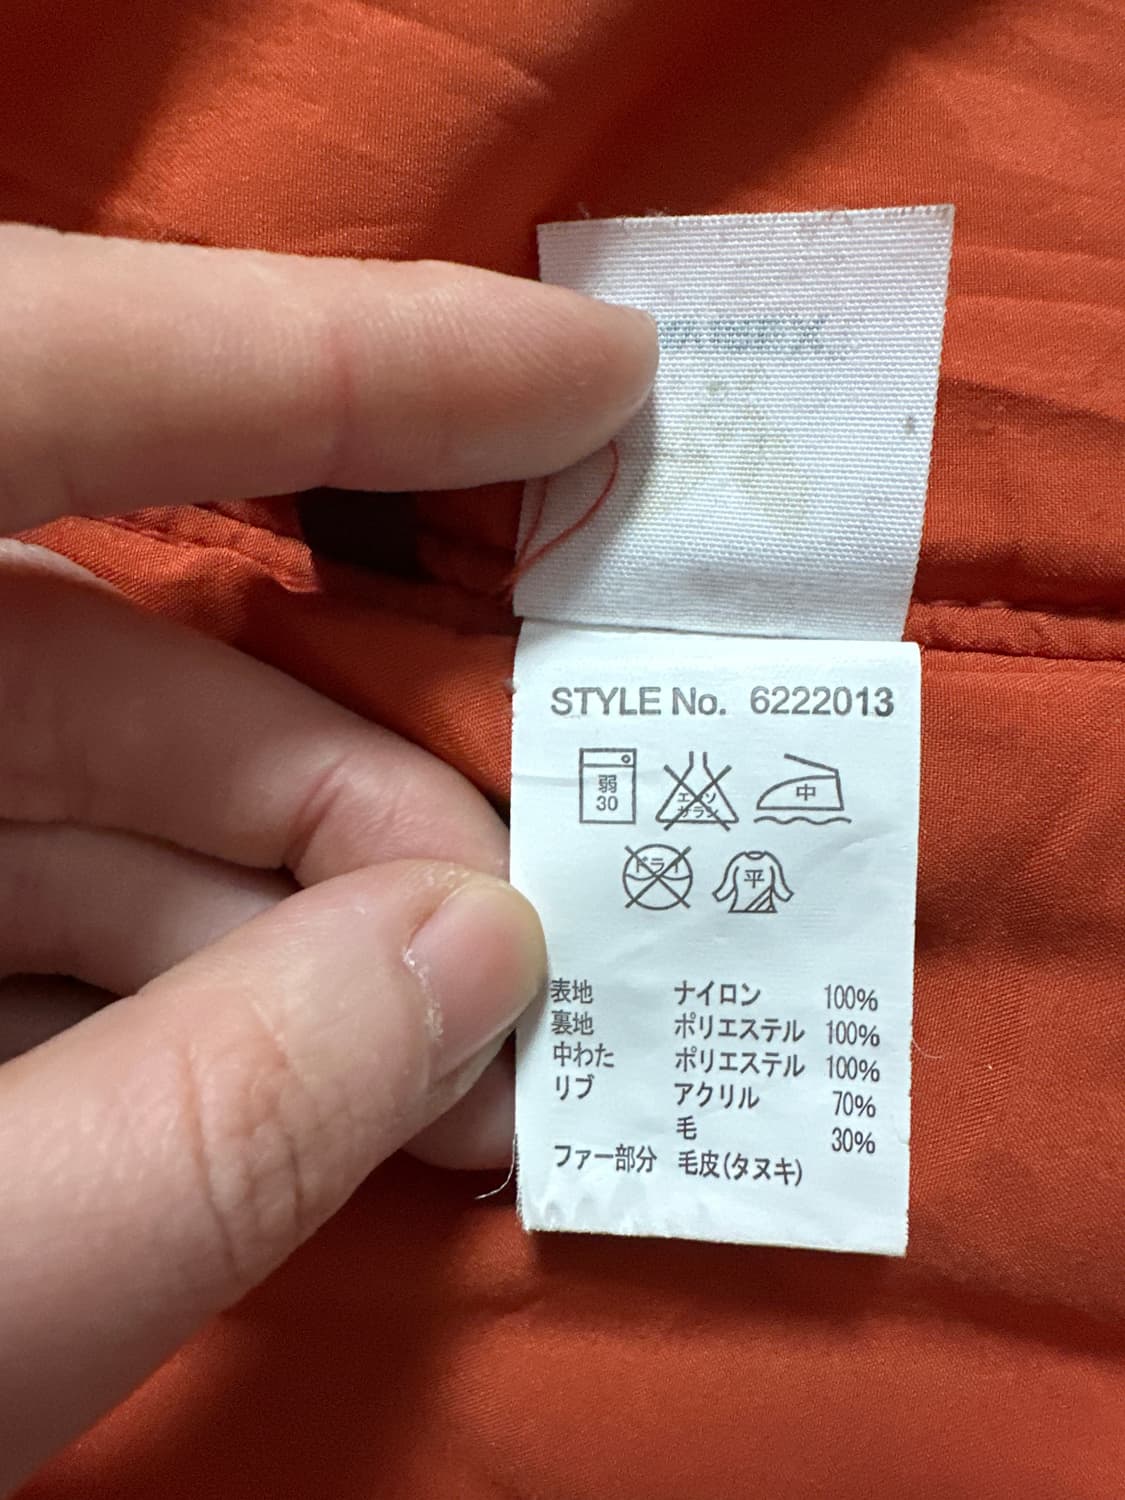 STYLE No. 6222013
弱 30
エンソ サラシ
中
ドライ
平
表地 ナイロン 100%
裏地 ポリエステル 100%
中わた ポリエステル 100%
リブ アクリル 70%
毛 30%
ファー部分 毛皮(タヌキ)